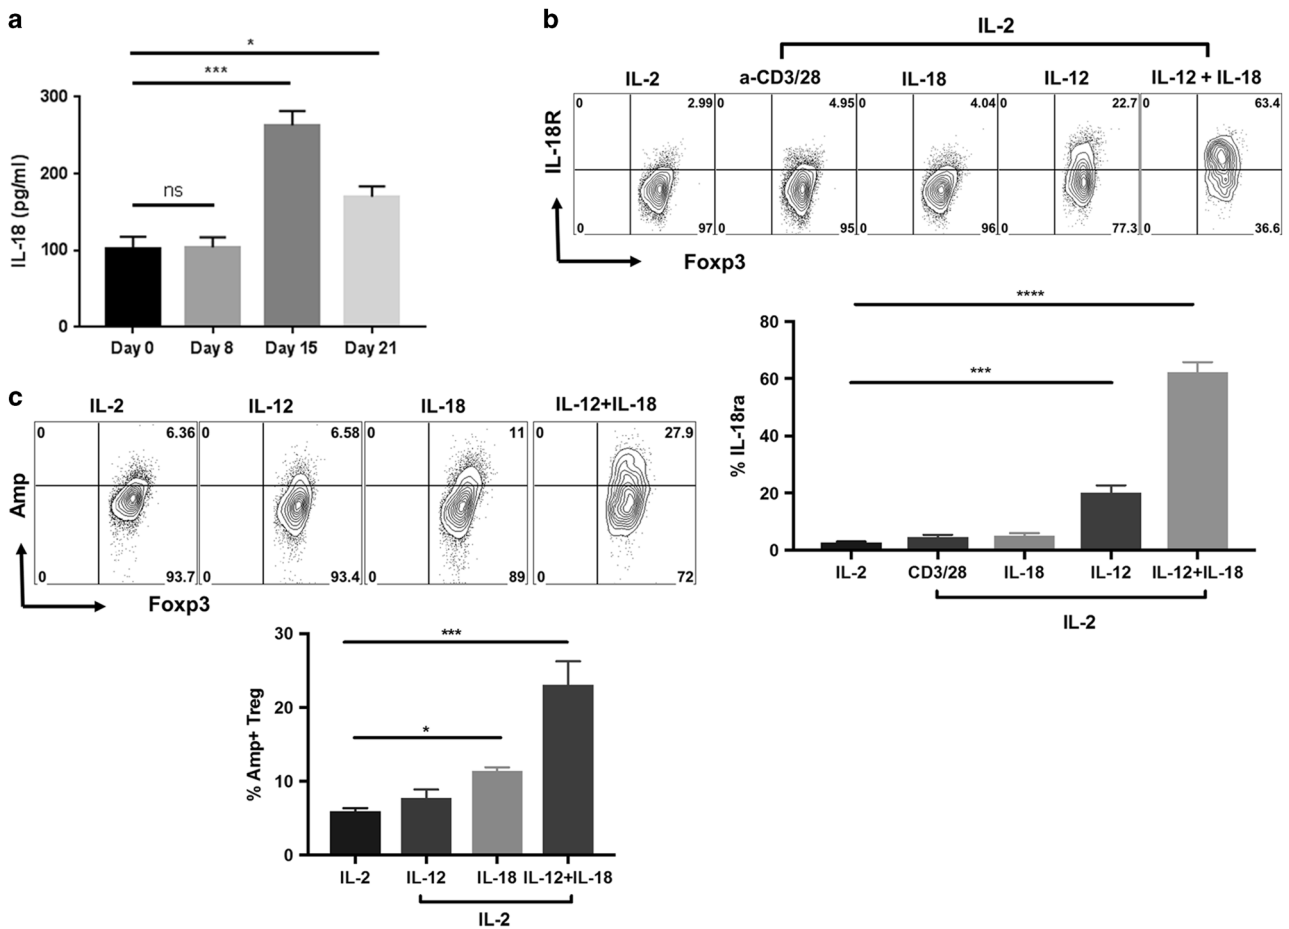 a
*
***
ns
IL-18 (pg/ml)
300
200
100
0
Day 0 Day 8 Day 15 Day 21
b
IL-2
IL-2 a-CD3/28 IL-18 IL-12 IL-12 + IL-18
0 2.99 0 4.95 0 4.04 0 22.7 0 63.4
IL-18R
0 97 0 95 0 96 0 77.3 0 36.6
Foxp3
****
***
% IL-18ra
80
60
40
20
0
IL-2 CD3/28 IL-18 IL-12 IL-12+IL-18
IL-2
c
IL-2 IL-12 IL-18 IL-12+IL-18
0 6.36 0 6.58 0 11 0 27.9
Amp
0 93.7 0 93.4 0 89 0 72
Foxp3
***
*
% Amp+ Treg
30
20
10
0
IL-2 IL-12 IL-18 IL-12+IL-18
IL-2